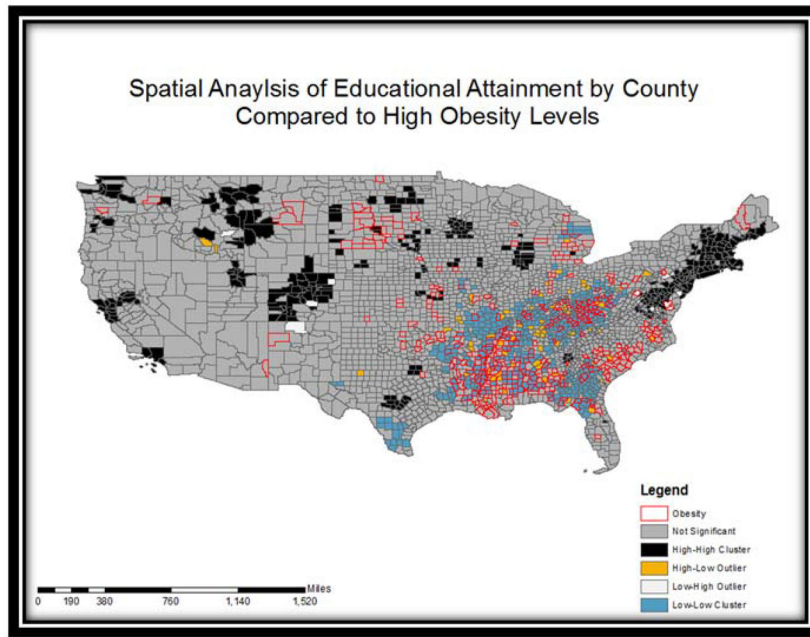 Spatial Anaylsis of Educational Attainment by County
Compared to High Obesity Levels
Legend
Obesity
Not Significant
High-High Cluster
High-Low Outlier
Low-High Outlier
Low-Low Cluster
Miles
0 190 380 760 1,140 1,520